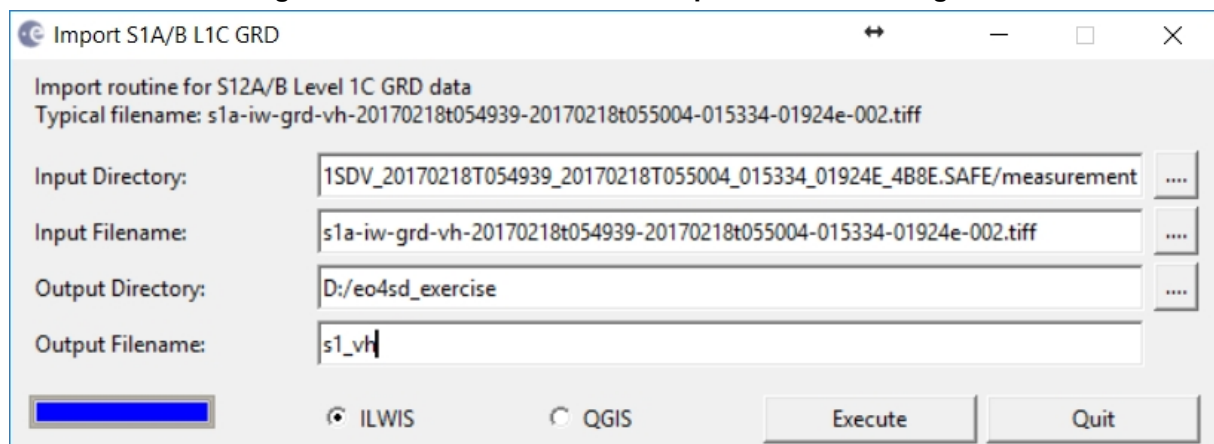 Import S1A/B L1C GRD
Import routine for S12A/B Level 1C GRD data
Typical filename: s1a-iw-grd-vh-20170218t054939-20170218t055004-015334-01924e-002.tiff
Input Directory: 1SDV_20170218T054939_20170218T055004_015334_01924E_4B8E.SAFE/measurement ....
Input Filename: s1a-iw-grd-vh-20170218t054939-20170218t055004-015334-01924e-002.tiff ....
Output Directory: D:/eo4sd_exercise ....
Output Filename: s1_vh
ILWIS QGIS Execute Quit